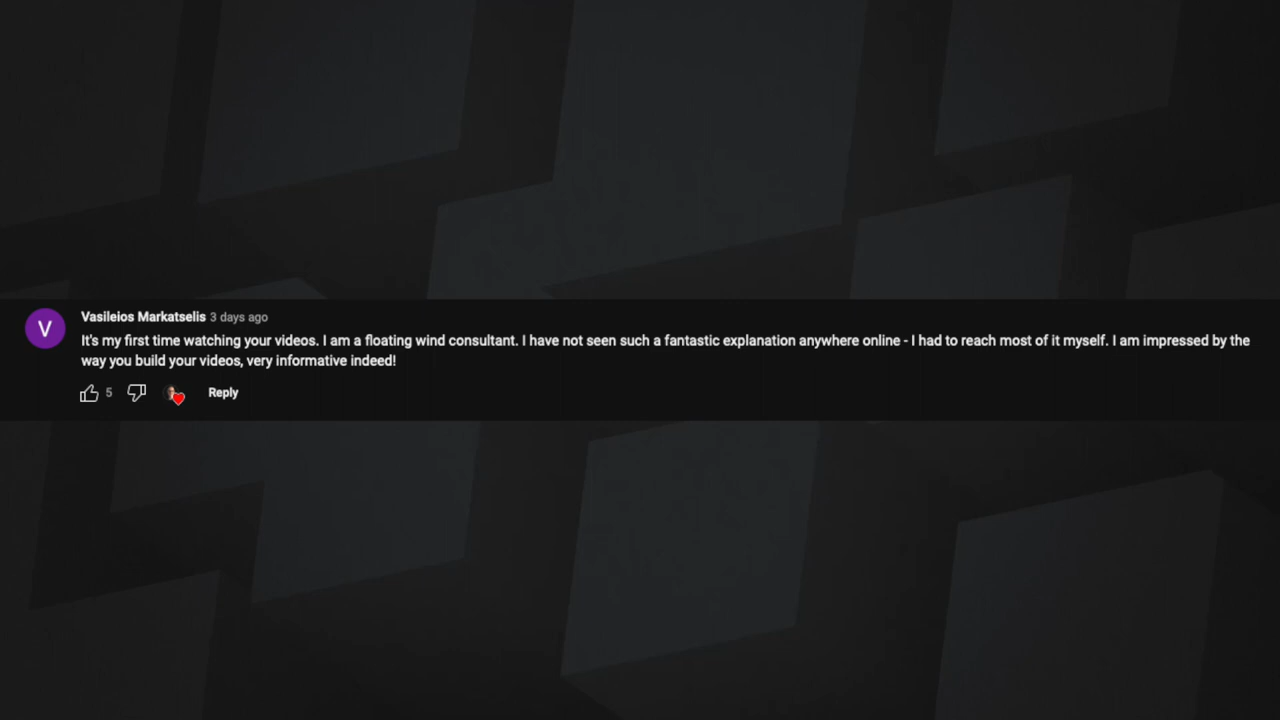 V
Vasileios Markatselis 3 days ago
It's my first time watching your videos. I am a floating wind consultant. I have not seen such a fantastic explanation anywhere online - I had to reach most of it myself. I am impressed by the
way you build your videos, very informative indeed!
5 Reply